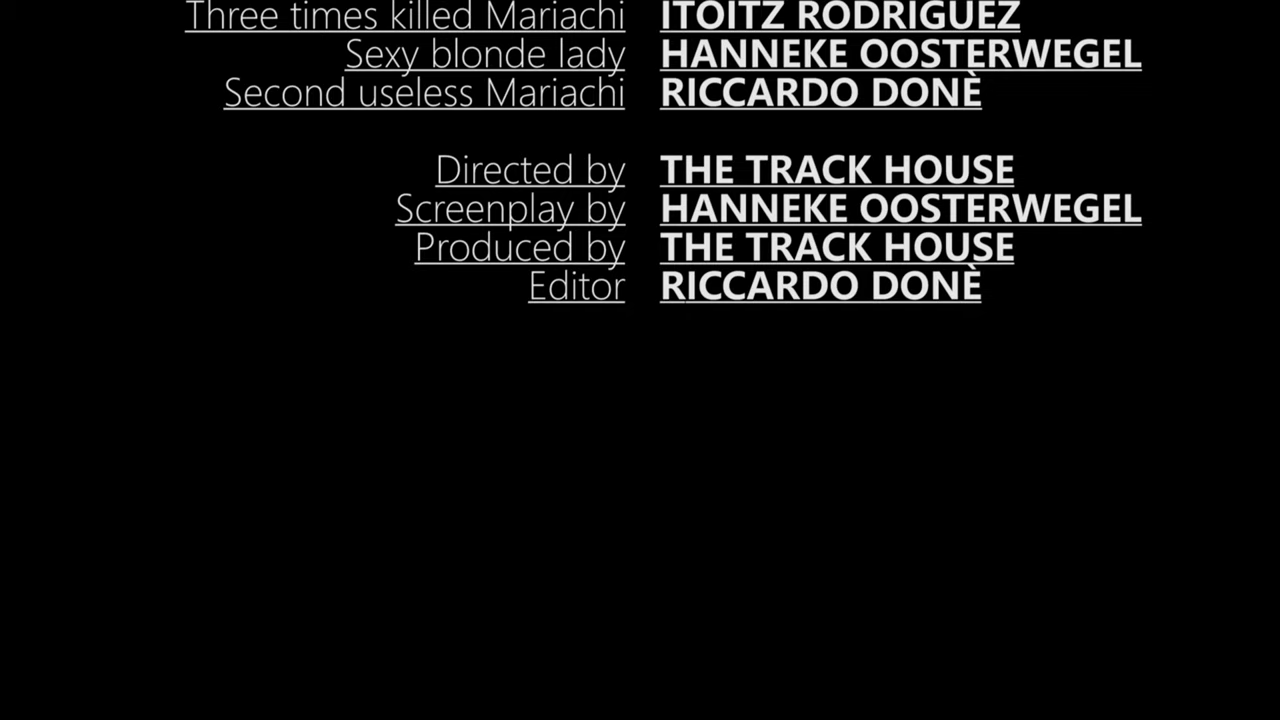 Three times killed Mariachi ITOITZ RODRIGUEZ
Sexy blonde lady HANNEKE OOSTERWEGEL
Second useless Mariachi RICCARDO DONÈ
Directed by THE TRACK HOUSE
Screenplay by HANNEKE OOSTERWEGEL
Produced by THE TRACK HOUSE
Editor RICCARDO DONÈ